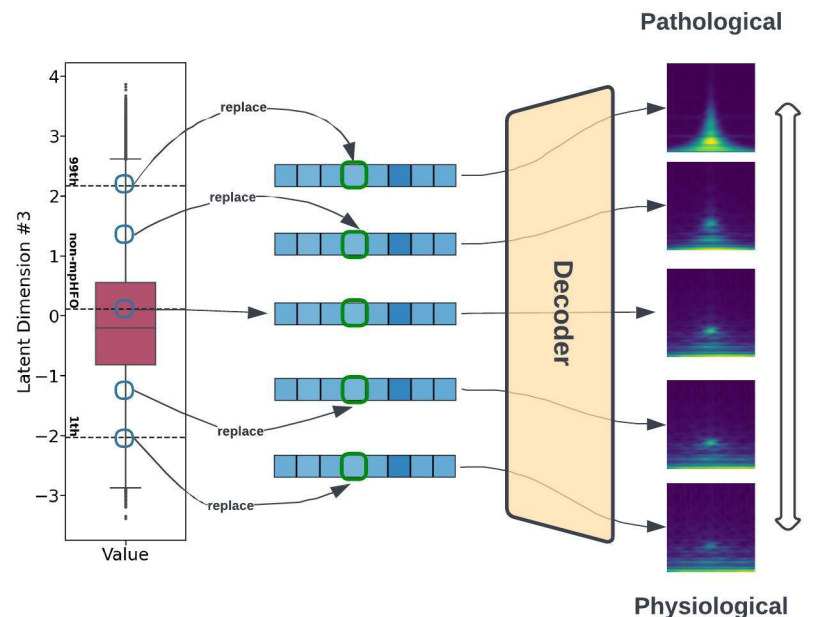 Pathological
4
3
2
1
0
−1
−2
−3
Latent Dimension #3
99th
non-mpHFO
1th
Value
replace
replace
replace
replace
Decoder
Physiological